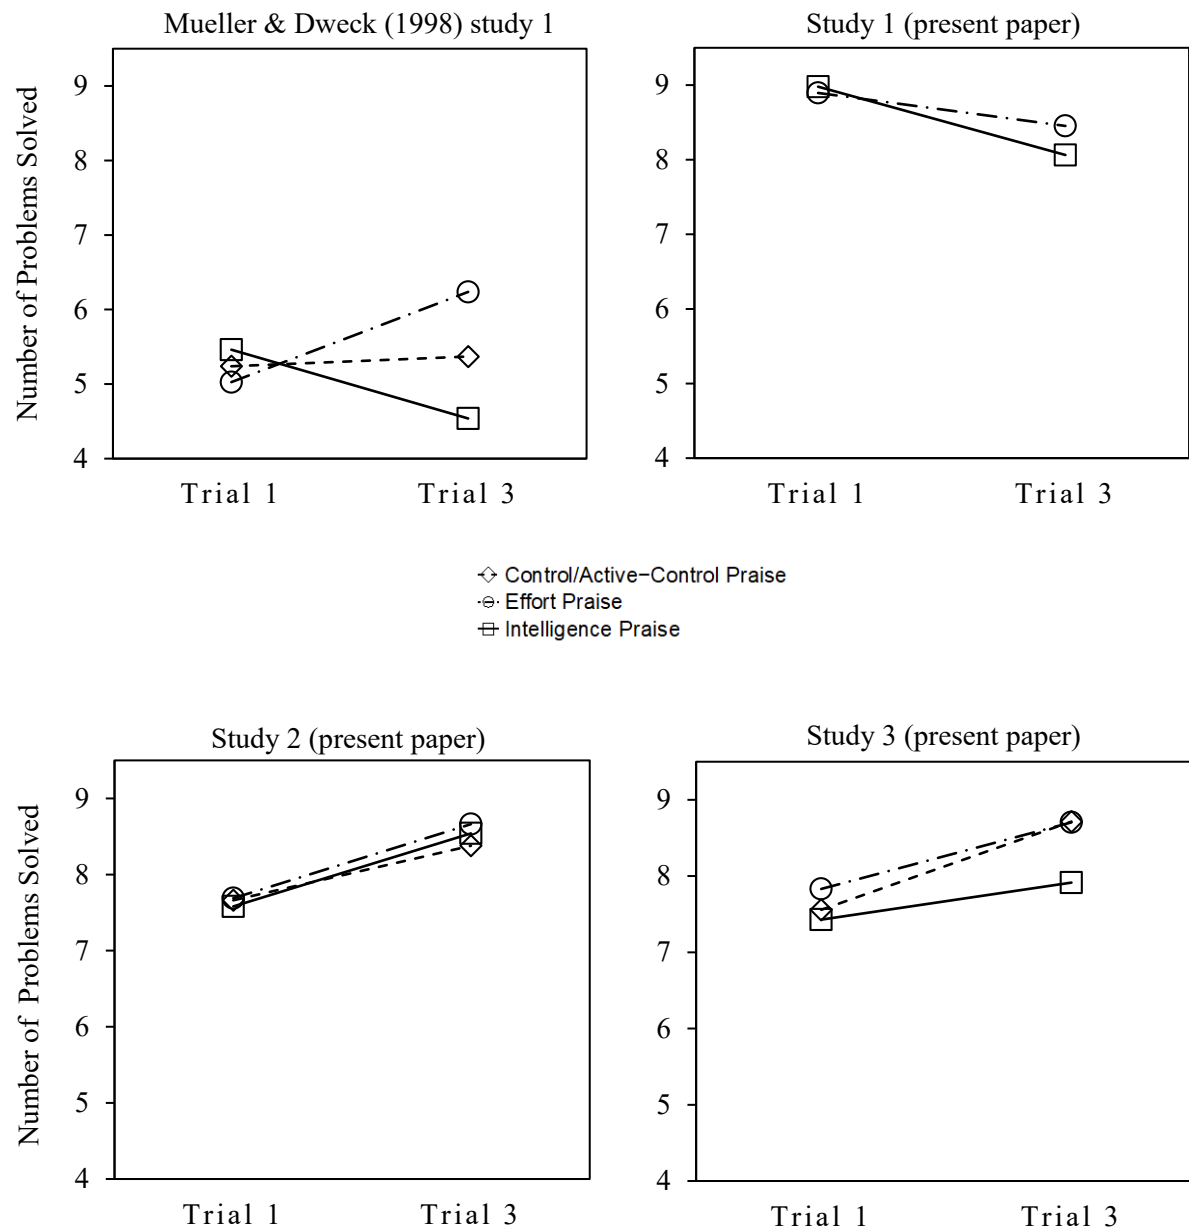 Mueller & Dweck (1998) study 1
Number of Problems Solved
9
8
7
6
5
4
Trial 1 Trial 3
Study 1 (present paper)
9
8
7
6
5
4
Trial 1 Trial 3
Control/Active−Control Praise
Effort Praise
Intelligence Praise
Study 2 (present paper)
Number of Problems Solved
9
8
7
6
5
4
Trial 1 Trial 3
Study 3 (present paper)
9
8
7
6
5
4
Trial 1 Trial 3